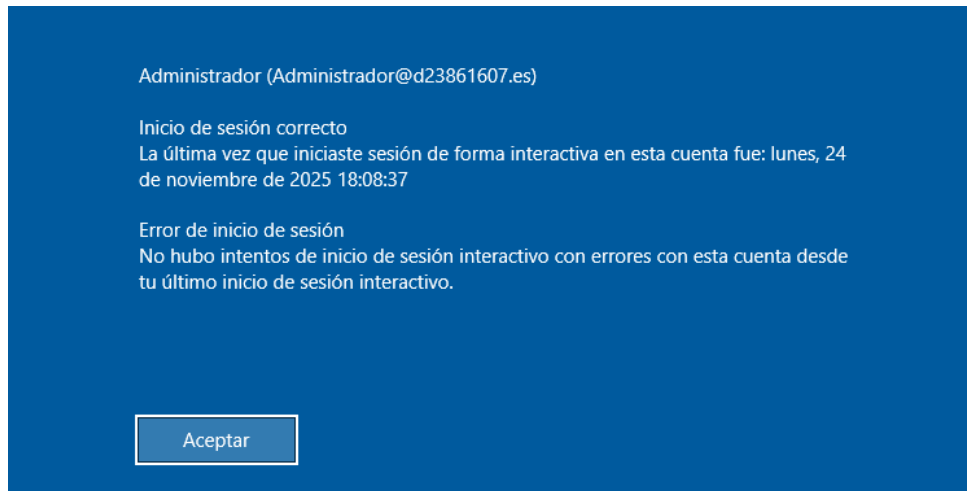 Administrador (Administrador@d23861607.es)
Inicio de sesión correcto
La última vez que iniciaste sesión de forma interactiva en esta cuenta fue: lunes, 24
de noviembre de 2025 18:08:37
Error de inicio de sesión
No hubo intentos de inicio de sesión interactivo con errores con esta cuenta desde
tu último inicio de sesión interactivo.
Aceptar